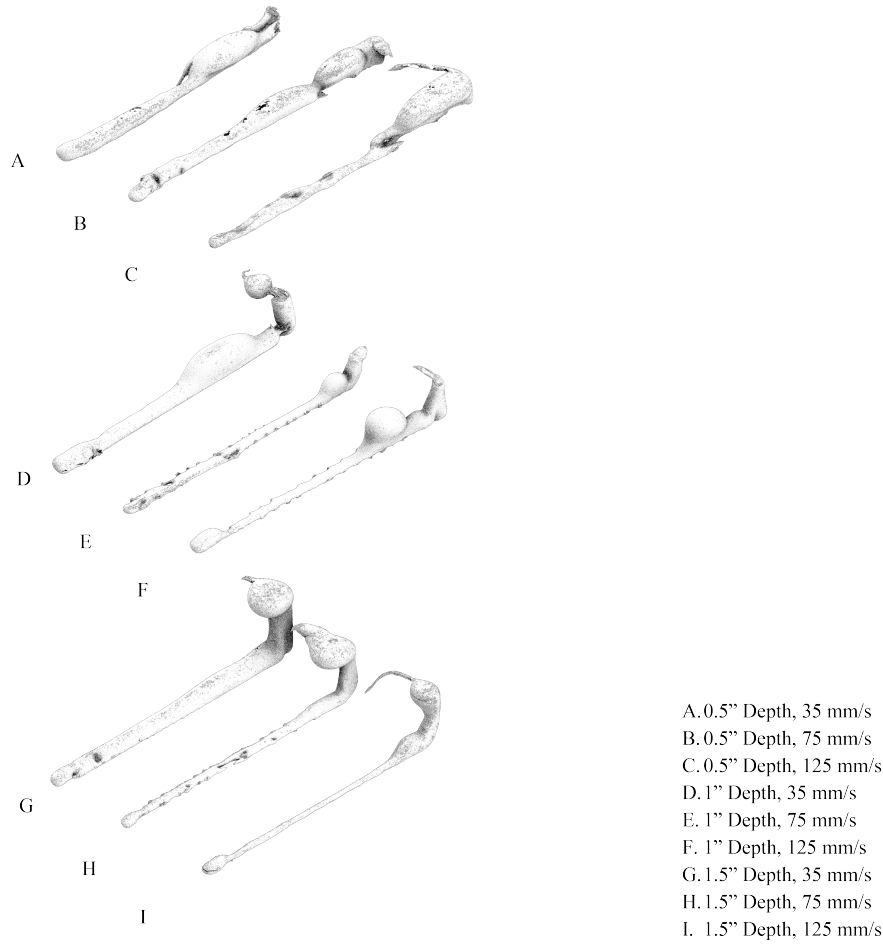 A
B
C
D
E
F
G
H
I
A. 0.5” Depth, 35 mm/s
B. 0.5” Depth, 75 mm/s
C. 0.5” Depth, 125 mm/s
D. 1” Depth, 35 mm/s
E. 1” Depth, 75 mm/s
F. 1” Depth, 125 mm/s
G. 1.5” Depth, 35 mm/s
H. 1.5” Depth, 75 mm/s
I. 1.5” Depth, 125 mm/s